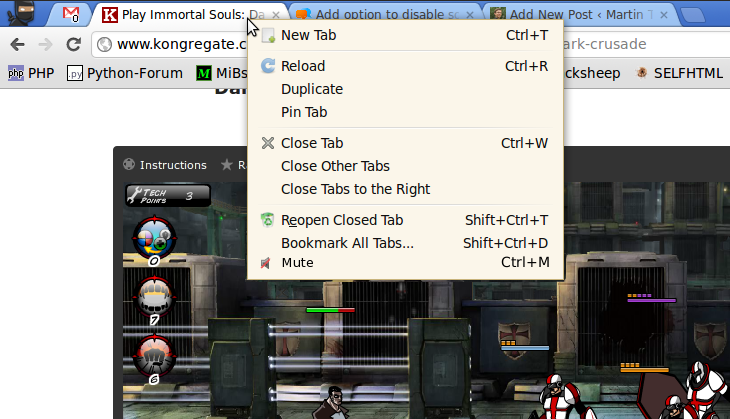 0
Play Immortal Souls: Da
Add option to disable so
Add New Post ‹ Martin T
www.kongregate.c
ark-crusade
PHP
Python-Forum
MiBs
cksheep
SELFHTML
New Tab Ctrl+T
Reload Ctrl+R
Duplicate
Pin Tab
Close Tab Ctrl+W
Close Other Tabs
Close Tabs to the Right
Reopen Closed Tab Shift+Ctrl+T
Bookmark All Tabs... Shift+Ctrl+D
Mute Ctrl+M
Instructions
Tech Points 3
0
7
6